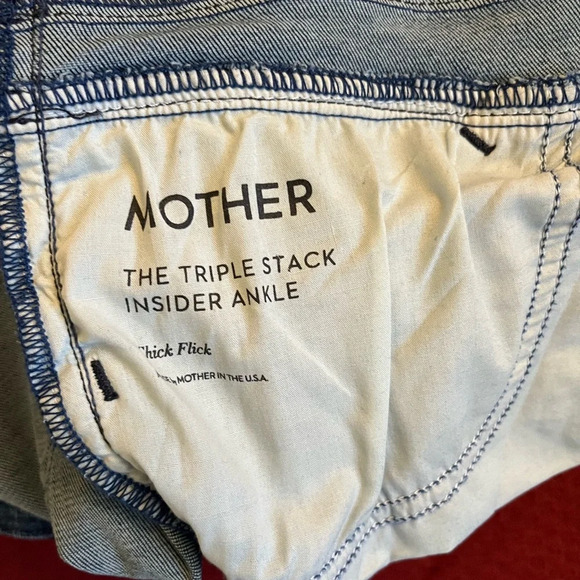 MOTHER
THE TRIPLE STACK
INSIDER ANKLE
Chick Flick
MOTHER IN THE U.S.A.